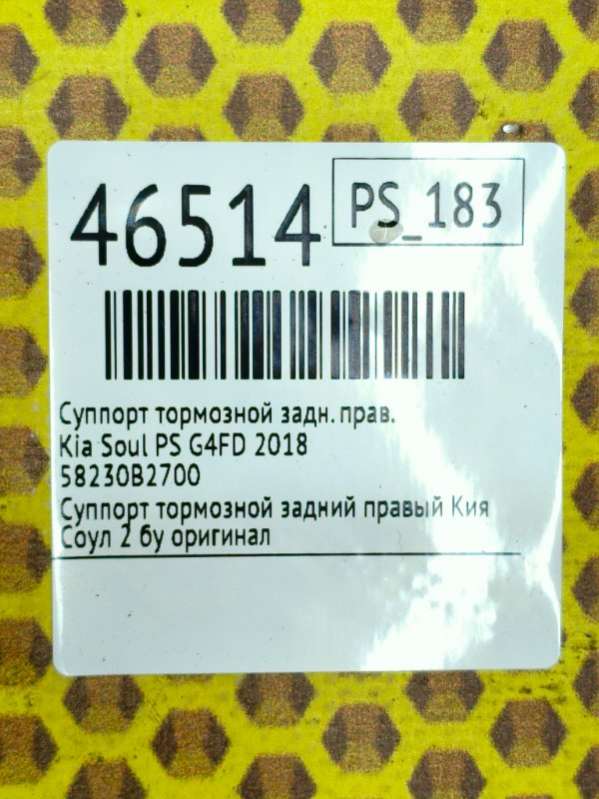 46514 PS_183
Суппорт тормозной задн. прав.
Kia Soul PS G4FD 2018
58230B2700
Суппорт тормозной задний правый Кия
Соул 2 бу оригинал